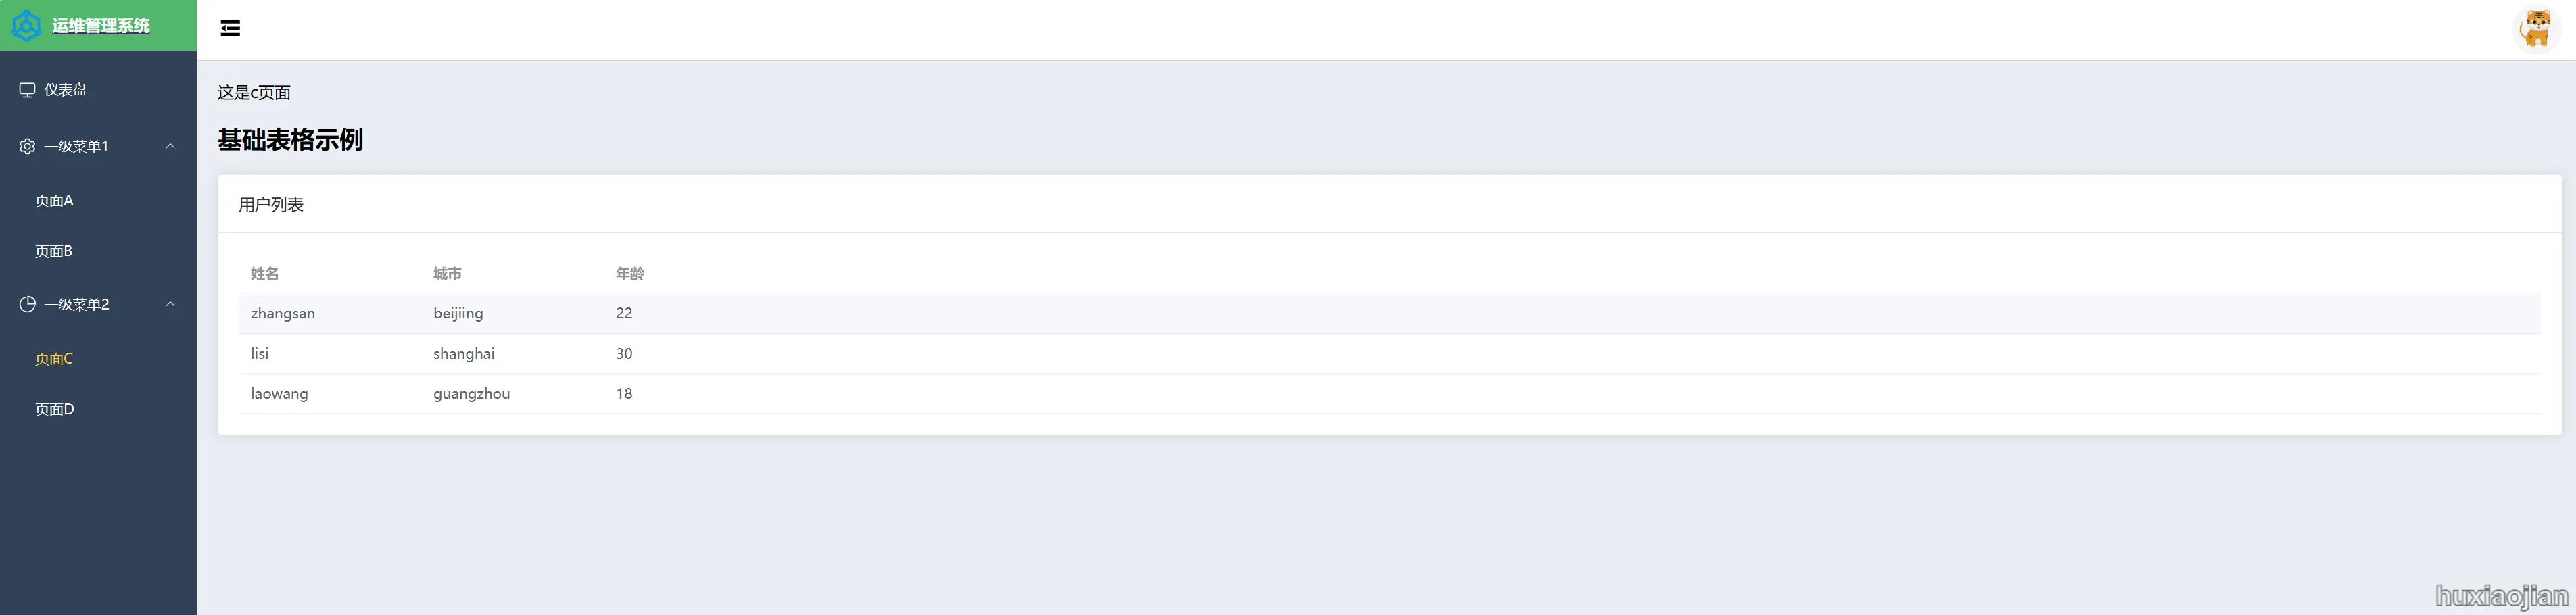 运维管理系统
仪表盘
一级菜单1
页面A
页面B
一级菜单2
页面C
页面D
这是c页面
基础表格示例
用户列表
姓名 城市 年龄
zhangsan beijiing 22
lisi shanghai 30
laowang guangzhou 18
huxiaojian